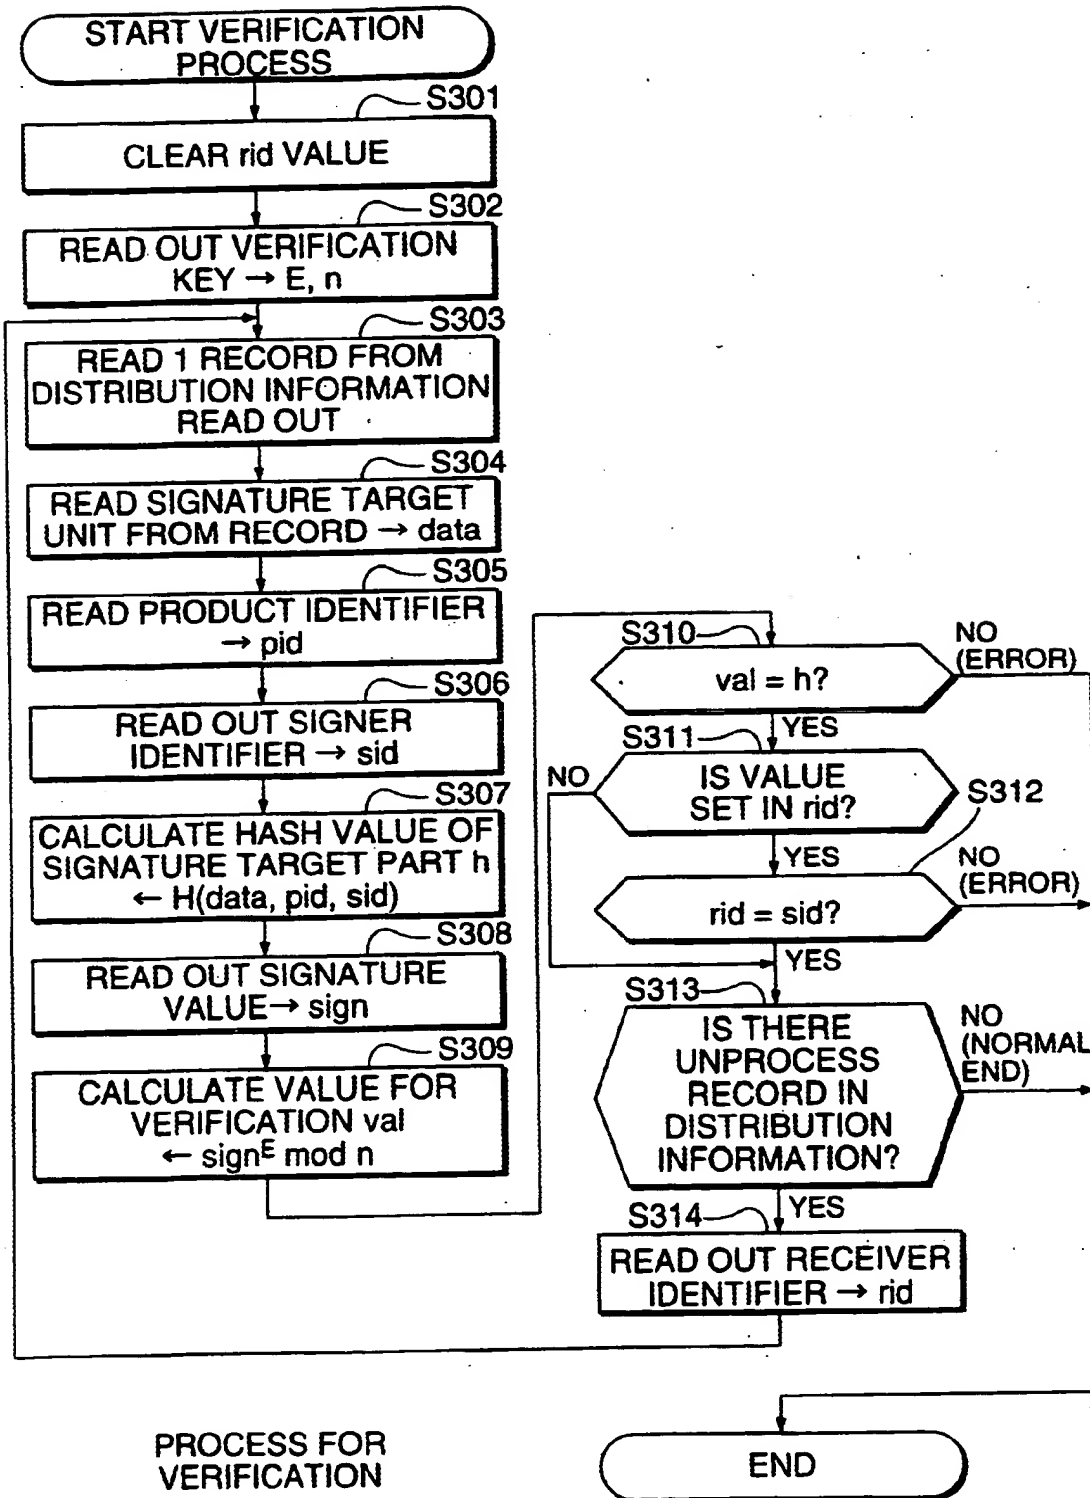 START VERIFICATION
PROCESS
S301
CLEAR rid VALUE
S302
READ OUT VERIFICATION
KEY → E, n
S303
READ 1 RECORD FROM
DISTRIBUTION INFORMATION
READ OUT
S304
READ SIGNATURE TARGET
UNIT FROM RECORD → data
S305
READ PRODUCT IDENTIFIER
→ pid
S306
READ OUT SIGNER
IDENTIFIER → sid
S307
CALCULATE HASH VALUE OF
SIGNATURE TARGET PART h
← H(data, pid, sid)
S308
READ OUT SIGNATURE
VALUE→ sign
S309
CALCULATE VALUE FOR
VERIFICATION val
← sign^E mod n
S310
val = h?
NO
(ERROR)
YES
S311
IS VALUE
SET IN rid?
NO
YES
S312
rid = sid?
NO
(ERROR)
YES
S313
IS THERE
UNPROCESS
RECORD IN
DISTRIBUTION
INFORMATION?
NO
(NORMAL
END)
YES
S314
READ OUT RECEIVER
IDENTIFIER → rid
END
PROCESS FOR
VERIFICATION